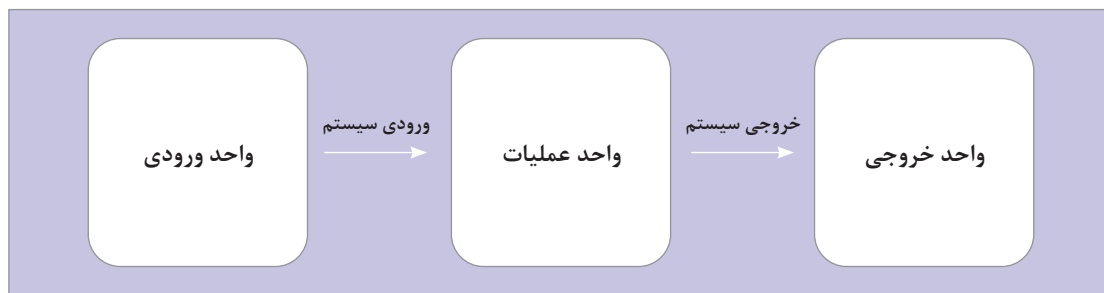 واحد ورودی
ورودی سیستم
واحد عملیات
خروجی سیستم
واحد خروجی